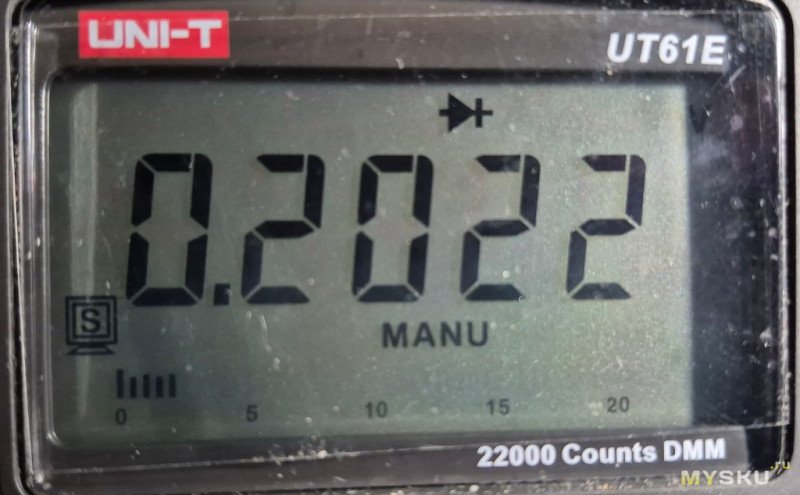 UNI-T
UT61E
0.2022
S
MANU
0 5 10 15 20
22000 Counts DMM
MYSKU.ru